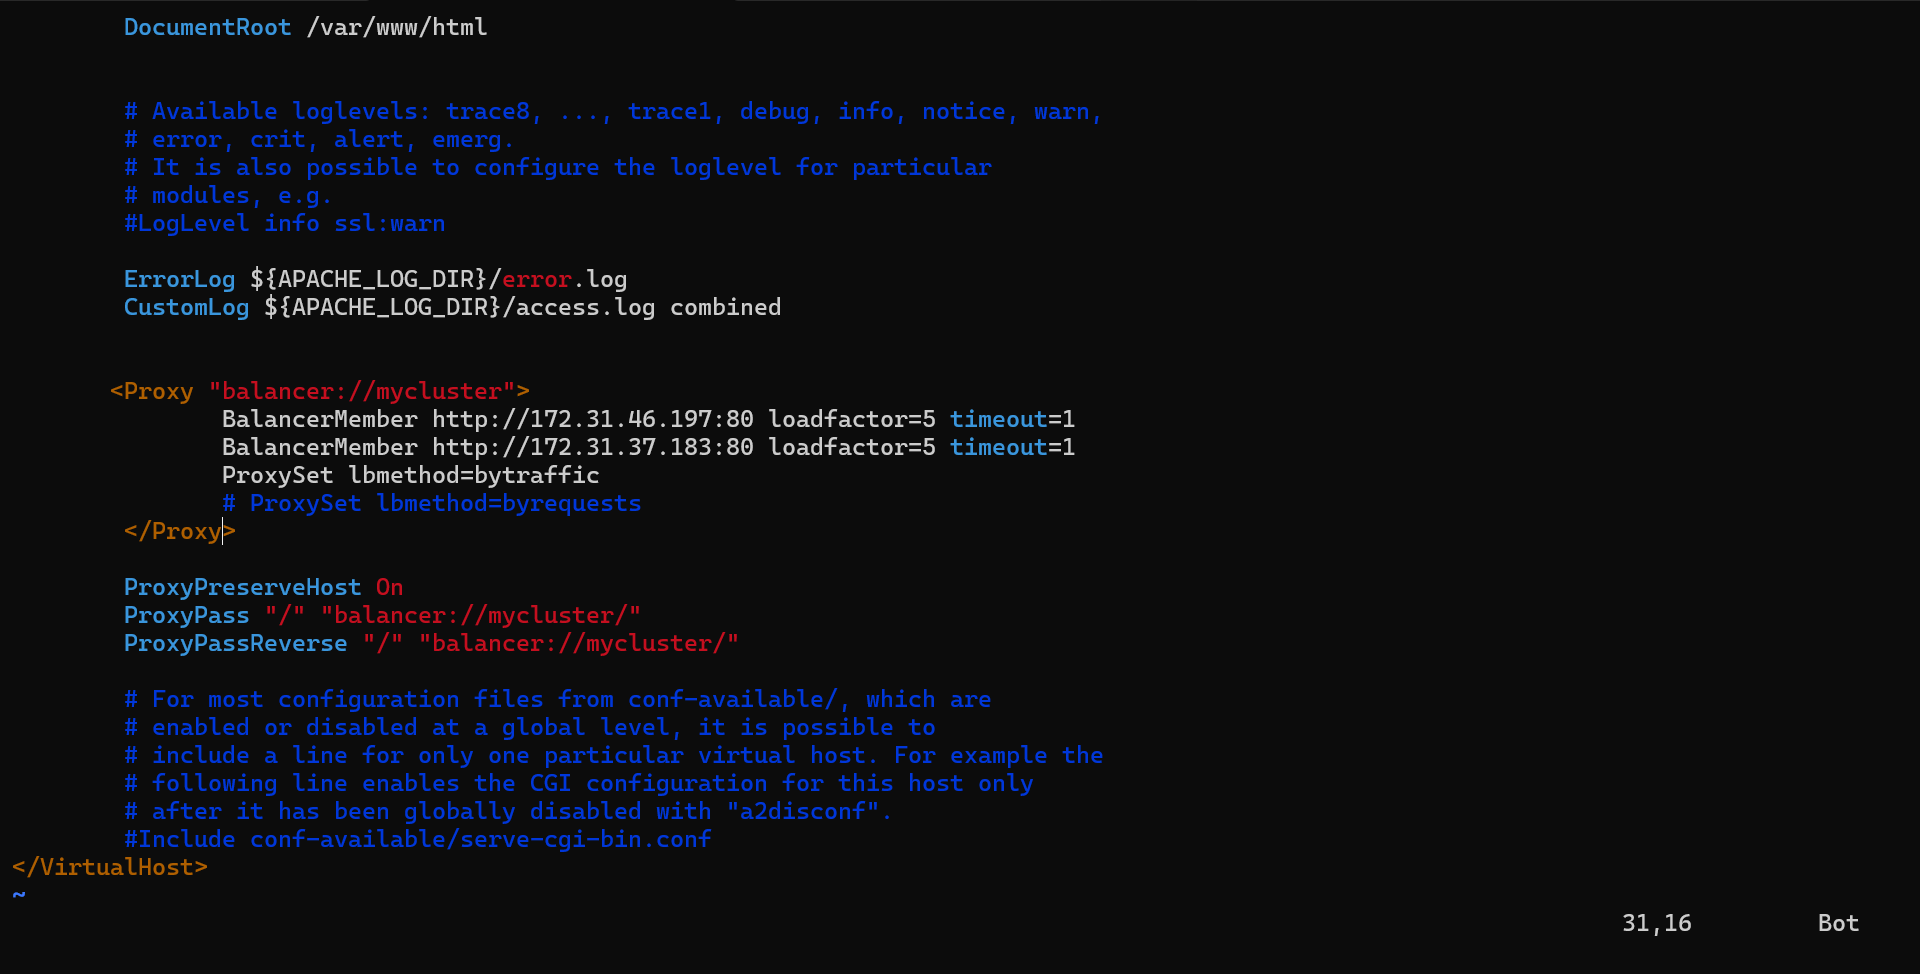 DocumentRoot /var/www/html
# Available loglevels: trace8, ..., trace1, debug, info, notice, warn,
# error, crit, alert, emerg.
# It is also possible to configure the loglevel for particular
# modules, e.g.
#LogLevel info ssl:warn
ErrorLog ${APACHE_LOG_DIR}/error.log
CustomLog ${APACHE_LOG_DIR}/access.log combined
<Proxy "balancer://mycluster">
BalancerMember http://172.31.46.197:80 loadfactor=5 timeout=1
BalancerMember http://172.31.37.183:80 loadfactor=5 timeout=1
ProxySet lbmethod=bytraffic
# ProxySet lbmethod=byrequests
</Proxy>
ProxyPreserveHost On
ProxyPass "/" "balancer://mycluster/"
ProxyPassReverse "/" "balancer://mycluster/"
# For most configuration files from conf-available/, which are
# enabled or disabled at a global level, it is possible to
# include a line for only one particular virtual host. For example the
# following line enables the CGI configuration for this host only
# after it has been globally disabled with "a2disconf".
#Include conf-available/serve-cgi-bin.conf
</VirtualHost>
~
31,16 Bot